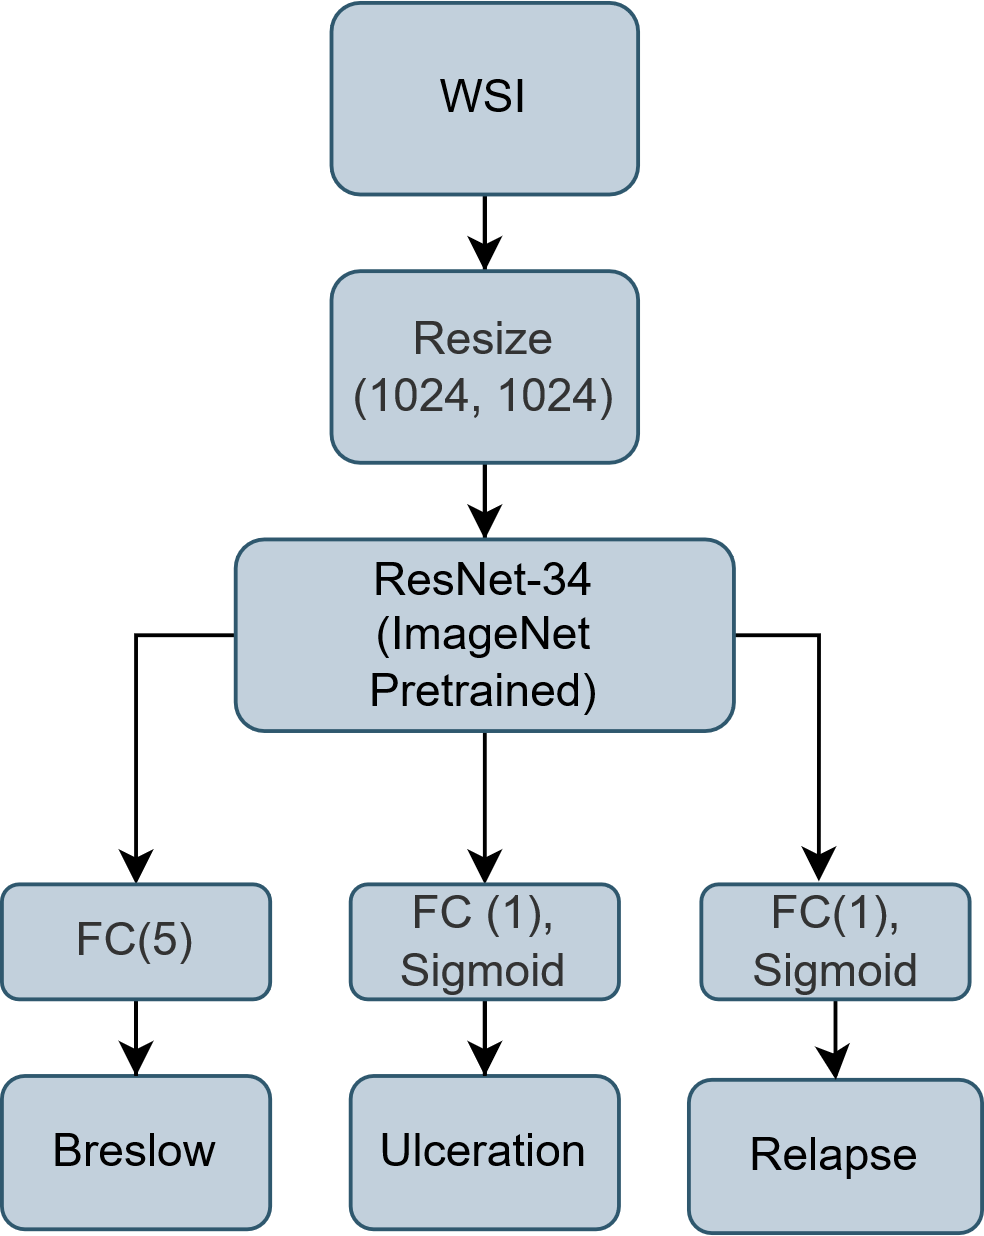 WSI
Resize
(1024, 1024)
ResNet-34
(ImageNet
Pretrained)
FC(5)
FC (1),
Sigmoid
FC(1),
Sigmoid
Breslow
Ulceration
Relapse